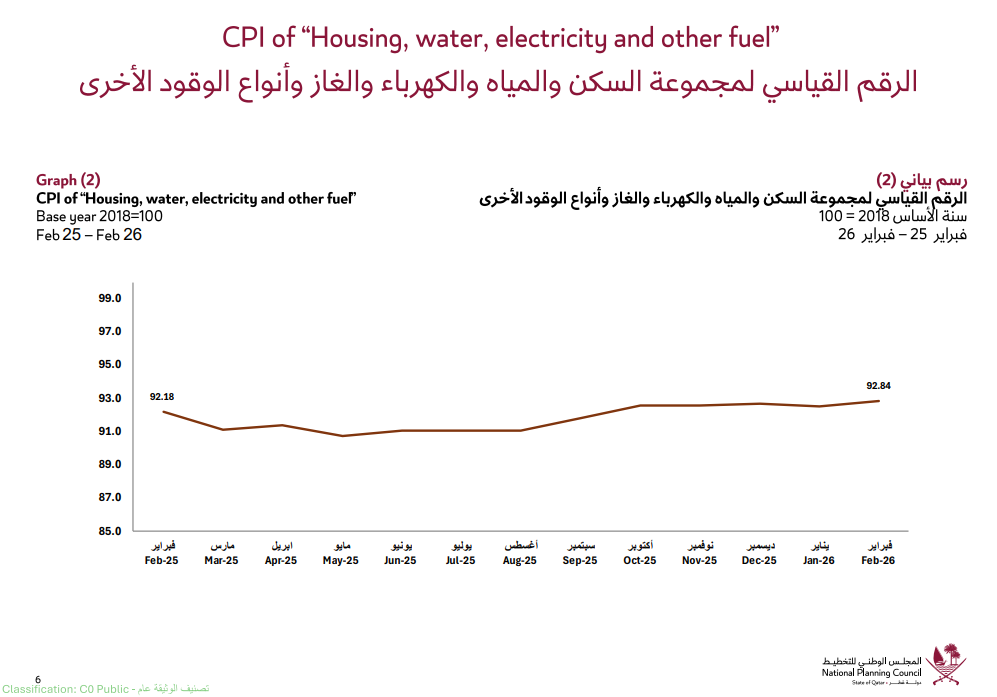 CPI of “Housing, water, electricity and other fuel”
الرقم القياسي لمجموعة السكن والمياه والكهرباء والغاز وأنواع الوقود الأخرى
Graph (2)
رسم بياني (2)
CPI of “Housing, water, electricity and other fuel”
الرقم القياسي لمجموعة السكن والمياه والكهرباء والغاز وأنواع الوقود الأخرى
Base year 2018=100
سنة الأساس 2018 = 100
Feb 25 – Feb 26
فبراير 25 – فبراير 26
99.0
97.0
95.0
93.0
91.0
89.0
87.0
85.0
92.18
92.84
فبراير مارس ابريل مايو يونيو يوليو أغسطس سبتمبر أكتوبر نوفمبر ديسمبر يناير فبراير
Feb-25 Mar-25 Apr-25 May-25 Jun-25 Jul-25 Aug-25 Sep-25 Oct-25 Nov-25 Dec-25 Jan-26 Feb-26
المجلس الوطني للتخطيط
National Planning Council
State of Qatar - دولة قطر
6
Classification: C0 Public - تصنيف الوثيقة عام